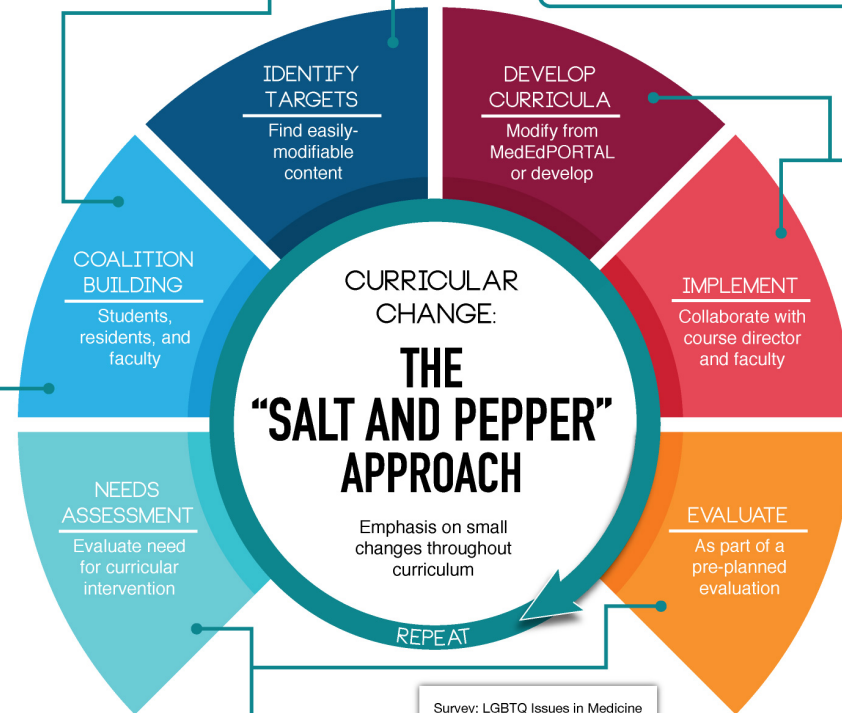 IDENTIFY
TARGETS
Find easily-
modifiable
content
DEVELOP
CURRICULA
Modify from
MedEdPORTAL
or develop
COALITION
BUILDING
Students,
residents, and
faculty
IMPLEMENT
Collaborate with
course director
and faculty
CURRICULAR
CHANGE:
THE
“SALT AND PEPPER”
APPROACH
Emphasis on small
changes throughout
curriculum
NEEDS
ASSESSMENT
Evaluate need
for curricular
intervention
EVALUATE
As part of a
pre-planned
evaluation
REPEAT
Survey: LGBTQ Issues in Medicine